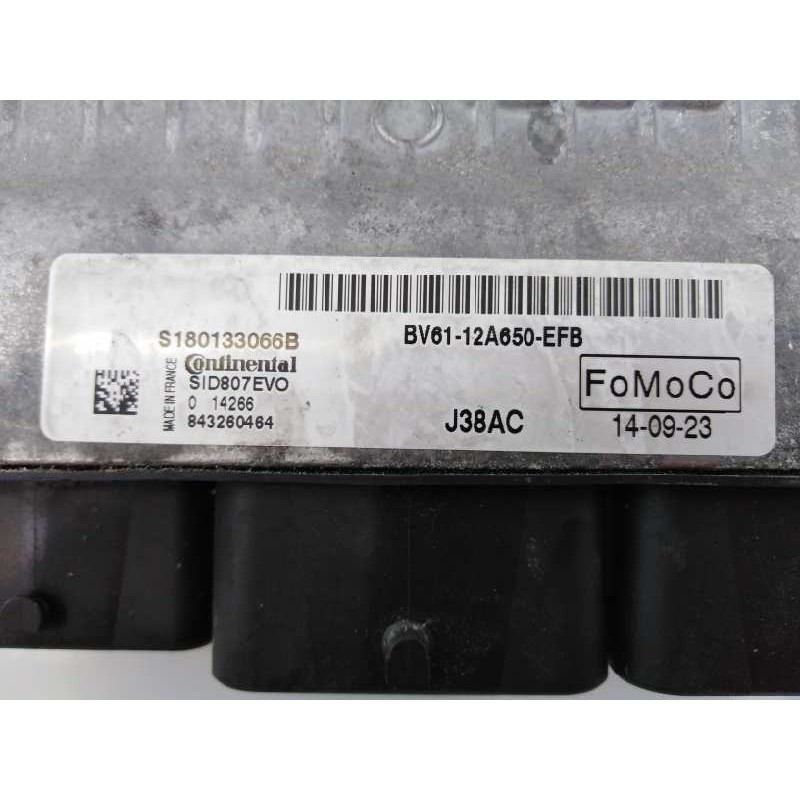 S180133066B
Continental
SID807EVO
0 14266
843260464
MADE IN FRANCE
BV61-12A650-EFB
J38AC
FoMoCo
14-09-23